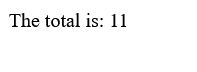 The total is: 11